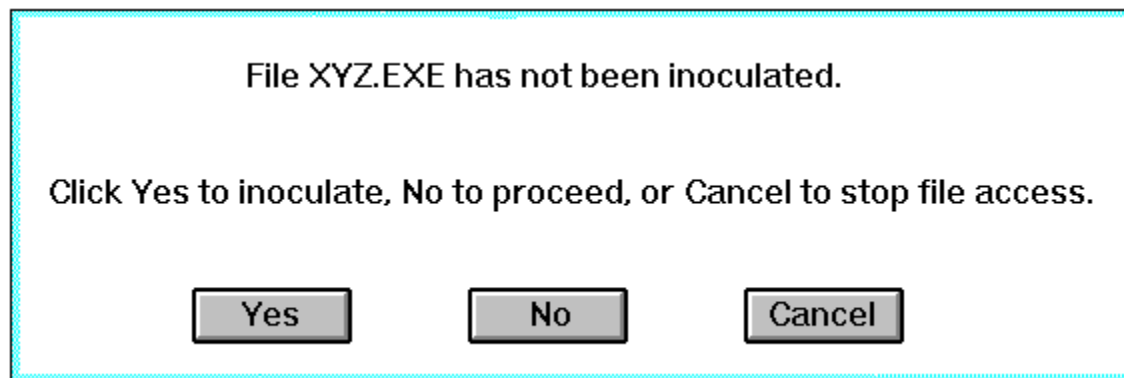 File XYZ.EXE has not been inoculated.
Click Yes to inoculate, No to proceed, or Cancel to stop file access.
Yes No Cancel